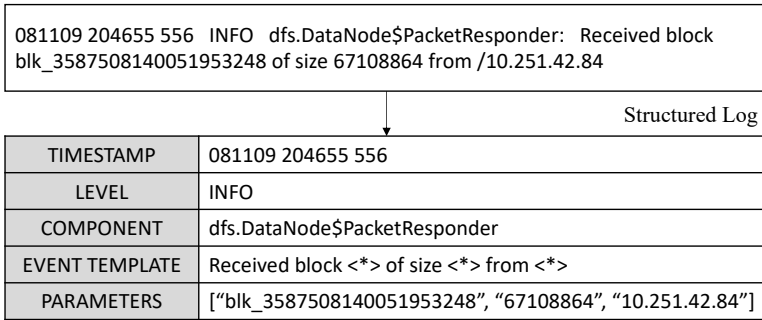 081109 204655 556 INFO dfs.DataNode$PacketResponder: Received block
blk_3587508140051953248 of size 67108864 from /10.251.42.84
Structured Log
TIMESTAMP 081109 204655 556
LEVEL INFO
COMPONENT dfs.DataNode$PacketResponder
EVENT TEMPLATE Received block <*> of size <*> from <*>
PARAMETERS [“blk_3587508140051953248”, “67108864”, “10.251.42.84”]